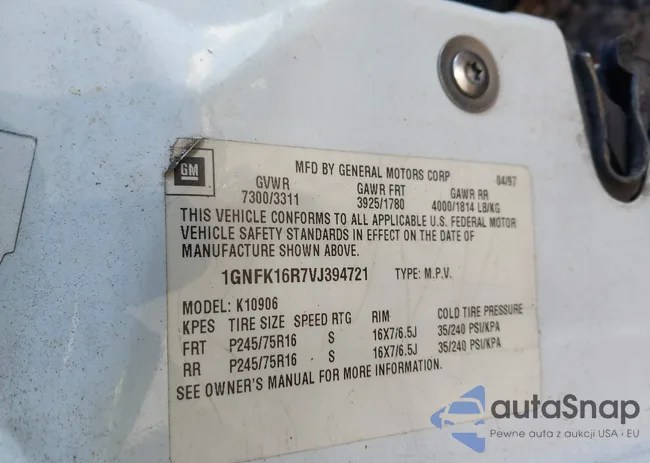 GM
MFD BY GENERAL MOTORS CORP 04/97
GVWR GAWR FRT GAWR RR
7300/3311 3925/1780 4000/1814 LB/KG
THIS VEHICLE CONFORMS TO ALL APPLICABLE U.S. FEDERAL MOTOR
VEHICLE SAFETY STANDARDS IN EFFECT ON THE DATE OF
MANUFACTURE SHOWN ABOVE.
1GNFK16R7VJ394721 TYPE: M.P.V.
MODEL: K10906
KPES TIRE SIZE SPEED RTG RIM COLD TIRE PRESSURE
FRT P245/75R16 S 16X7/6.5J 35/240 PSI/KPA
RR P245/75R16 S 16X7/6.5J 35/240 PSI/KPA
SEE OWNER'S MANUAL FOR MORE INFORMATION.
autaSnap
Pewne auta z aukcji USA i EU